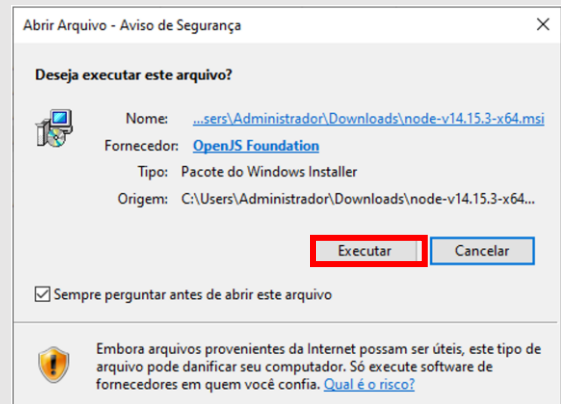 Abrir Arquivo - Aviso de Segurança
Deseja executar este arquivo?
Nome: ...sers\Administrador\Downloads\node-v14.15.3-x64.msi
Fornecedor: OpenJS Foundation
Tipo: Pacote do Windows Installer
Origem: C:\Users\Administrador\Downloads\node-v14.15.3-x64...
Executar Cancelar
Sempre perguntar antes de abrir este arquivo
Embora arquivos provenientes da Internet possam ser úteis, este tipo de
arquivo pode danificar seu computador. Só execute software de
fornecedores em quem você confia. Qual é o risco?